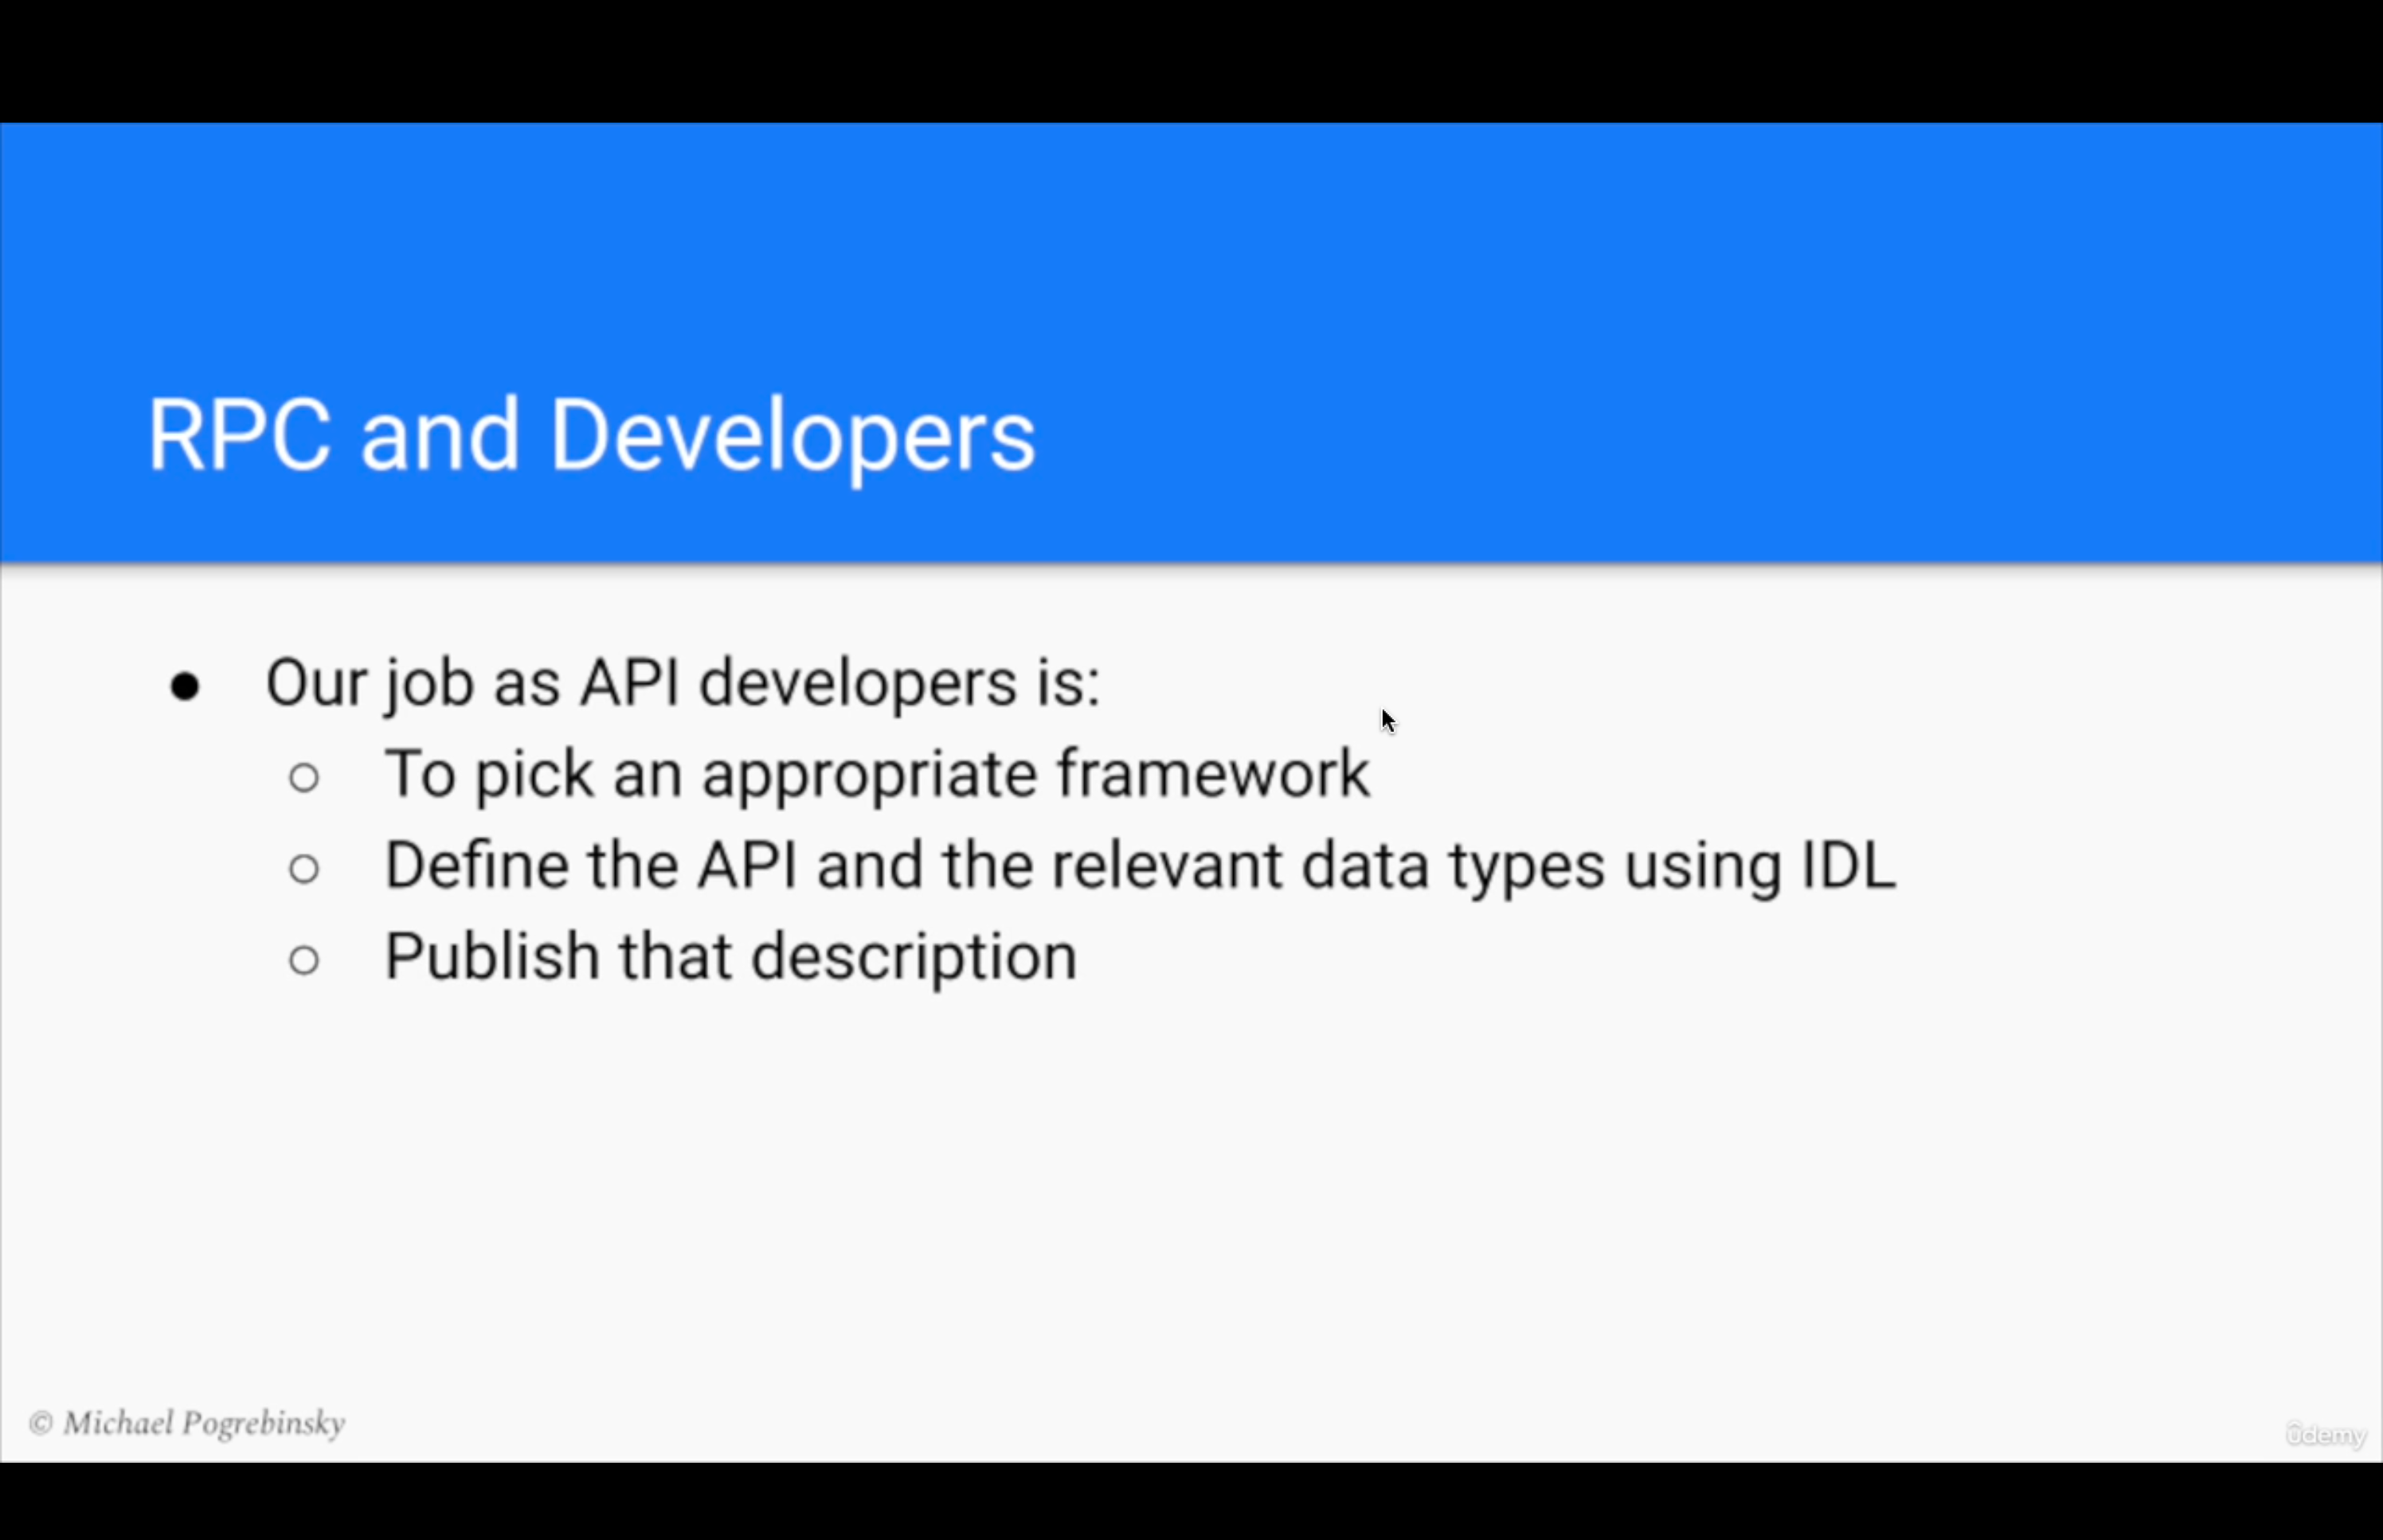 RPC and Developers
● Our job as API developers is:
○ To pick an appropriate framework
○ Define the API and the relevant data types using IDL
○ Publish that description
© Michael Pogrebinsky
ûdemy